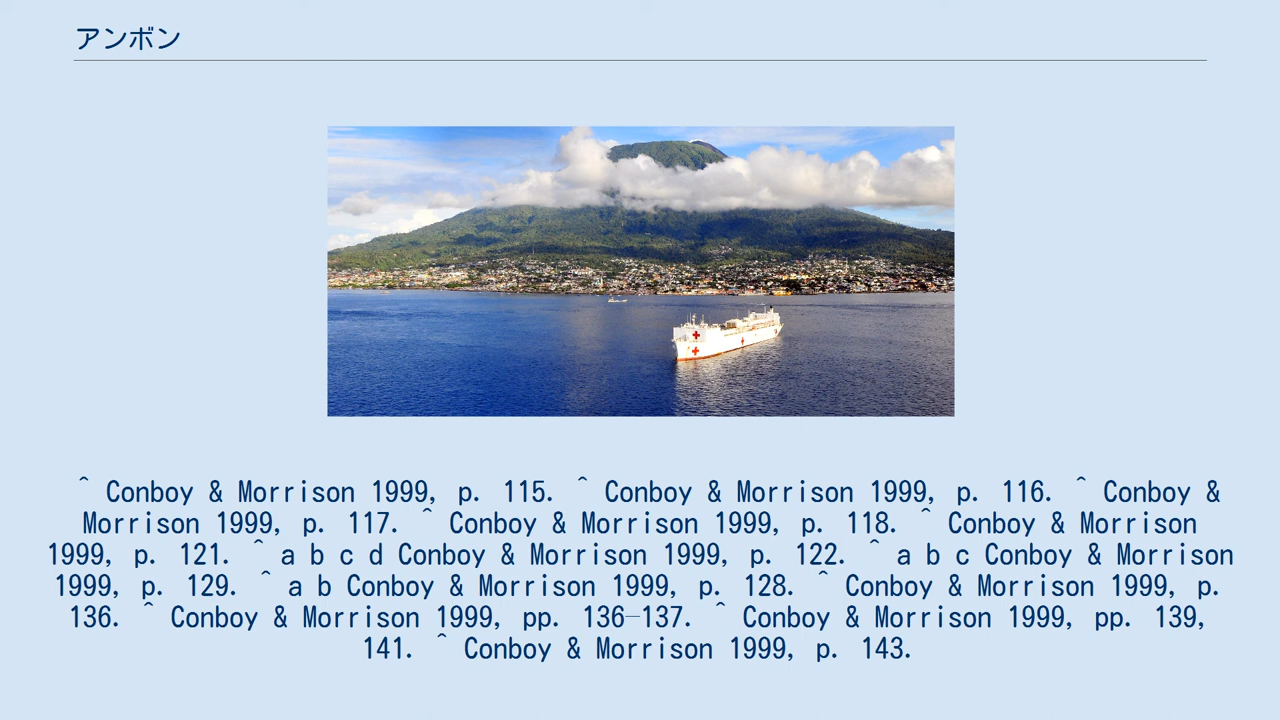 アンボン
^ Conboy & Morrison 1999, p. 115. ^ Conboy & Morrison 1999, p. 116. ^ Conboy &
Morrison 1999, p. 117. ^ Conboy & Morrison 1999, p. 118. ^ Conboy & Morrison
1999, p. 121. ^ a b c d Conboy & Morrison 1999, p. 122. ^ a b c Conboy & Morrison
1999, p. 129. ^ a b Conboy & Morrison 1999, p. 128. ^ Conboy & Morrison 1999, p.
136. ^ Conboy & Morrison 1999, pp. 136–137. ^ Conboy & Morrison 1999, pp. 139,
141. ^ Conboy & Morrison 1999, p. 143.